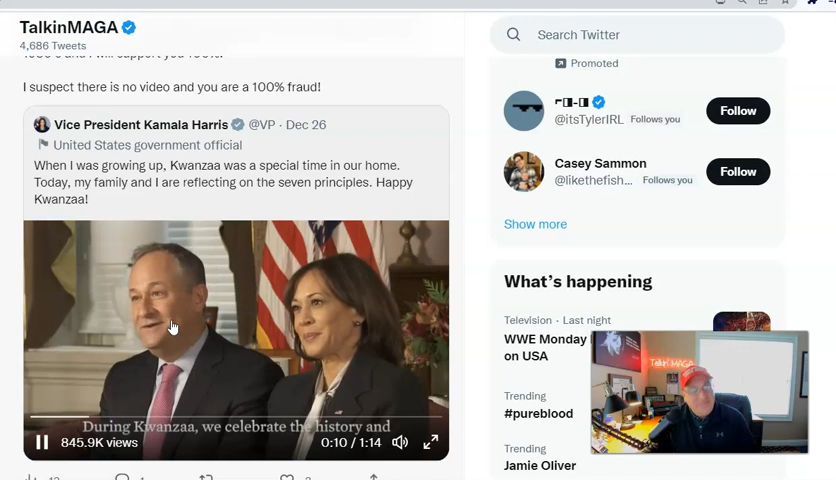 TalkinMAGA
4,686 Tweets
I suspect there is no video and you are a 100% fraud!
Vice President Kamala Harris @VP · Dec 26
United States government official
When I was growing up, Kwanzaa was a special time in our home.
Today, my family and I are reflecting on the seven principles. Happy
Kwanzaa!
During Kwanzaa, we celebrate the history and
845.9K views
0:10 / 1:14
Search Twitter
Promoted
@itsTylerIRL Follows you
Follow
Casey Sammon
@likethefish... Follows you
Follow
Show more
What's happening
Television · Last night
WWE Monday
on USA
Trending
#pureblood
Trending
Jamie Oliver
TalkinMAGA